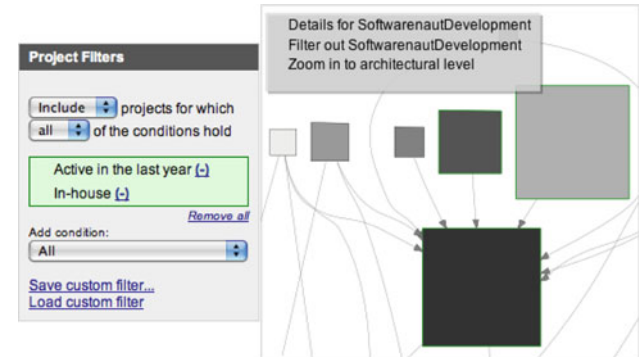 Project Filters
Include projects for which
all of the conditions hold
Active in the last year (-)
In-house (-)
Remove all
Add condition:
All
Save custom filter...
Load custom filter
Details for SoftwarenautDevelopment
Filter out SoftwarenautDevelopment
Zoom in to architectural level